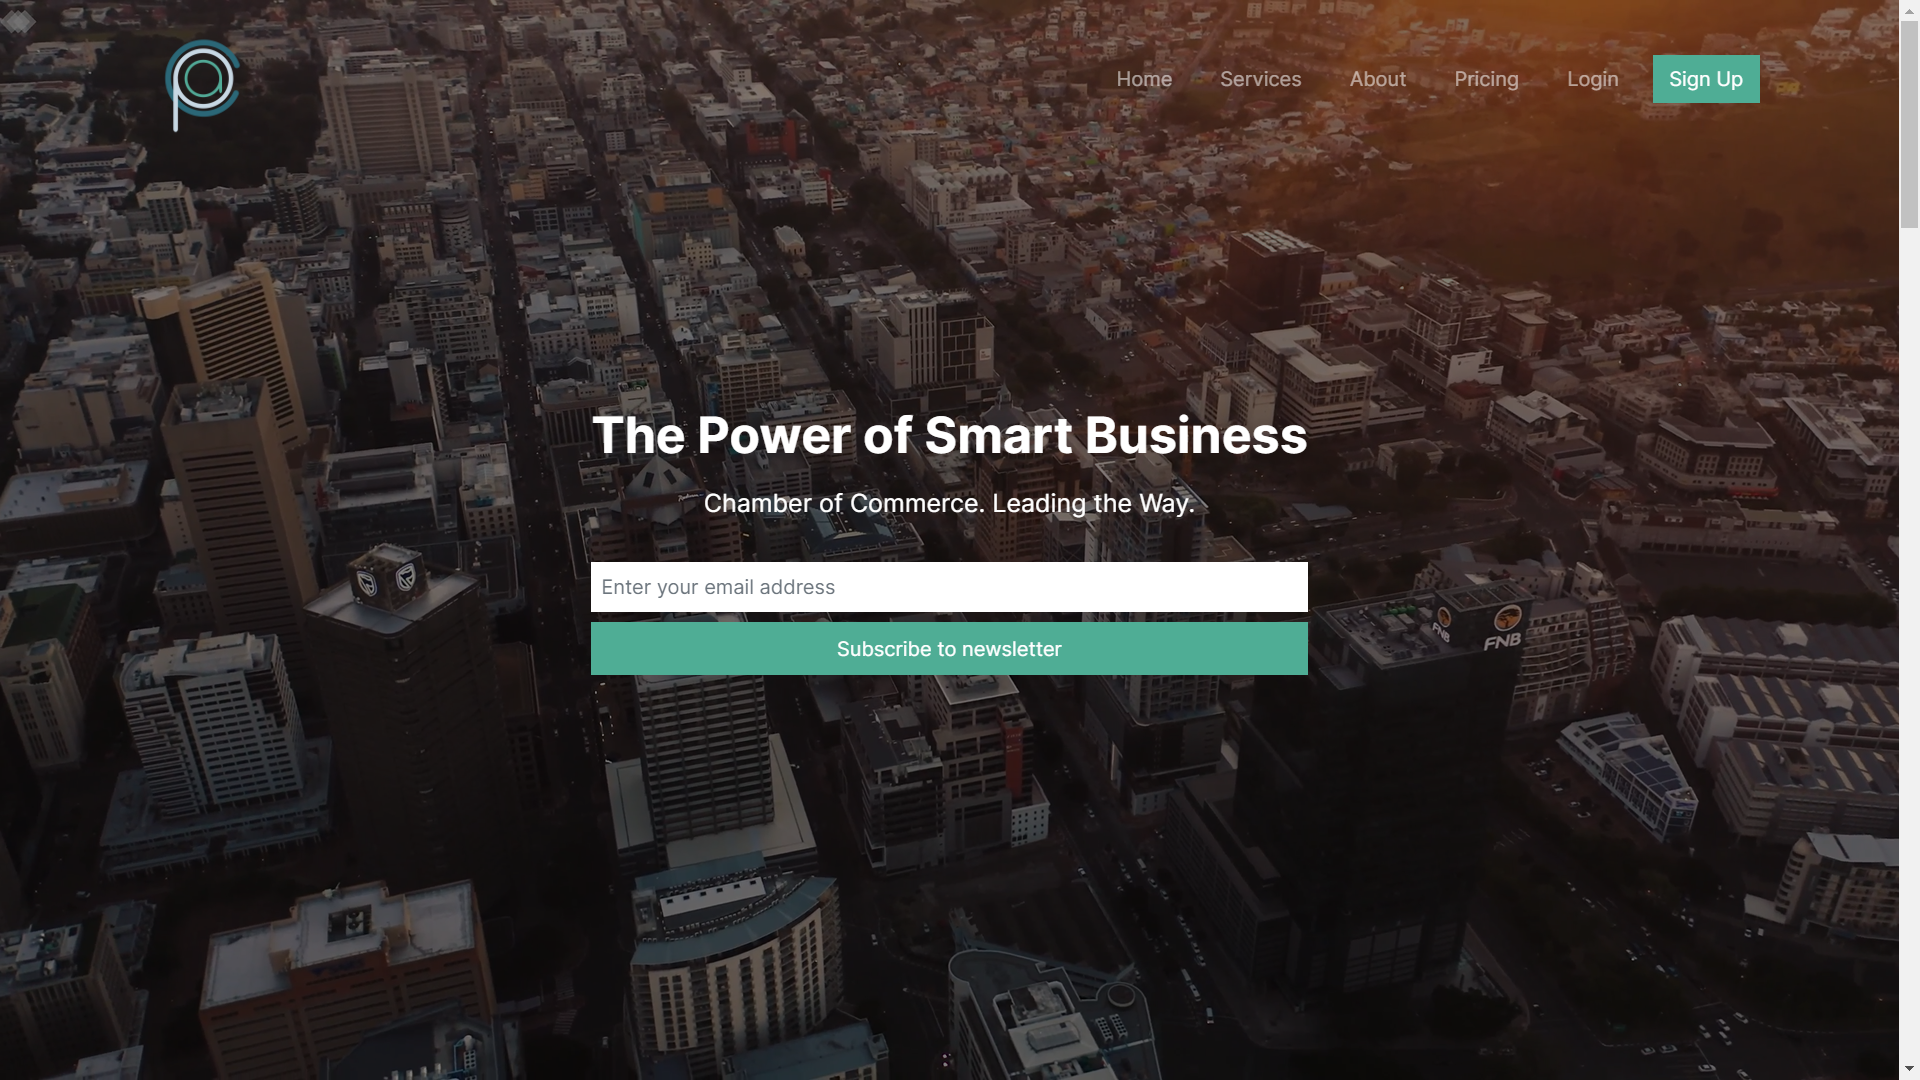 Home Services About Pricing Login Sign Up
The Power of Smart Business
Chamber of Commerce. Leading the Way.
Enter your email address
Subscribe to newsletter
FNB
FNB